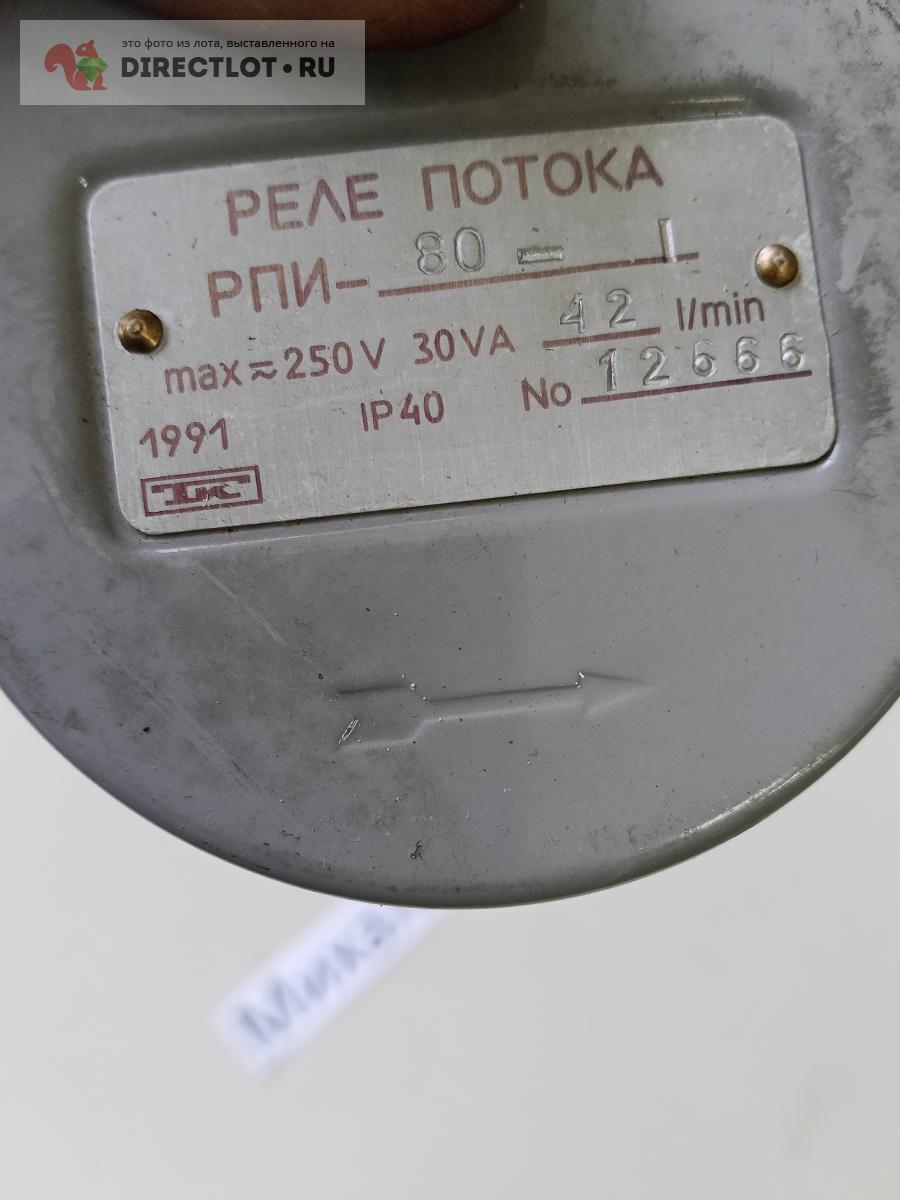 это фото из лота, выставленного на
DIRECTLOT•RU
РЕЛЕ ПОТОКА
РПИ- 80 - I
max ≈ 250V 30VA 42 l/min
1991 IP40 No 12666